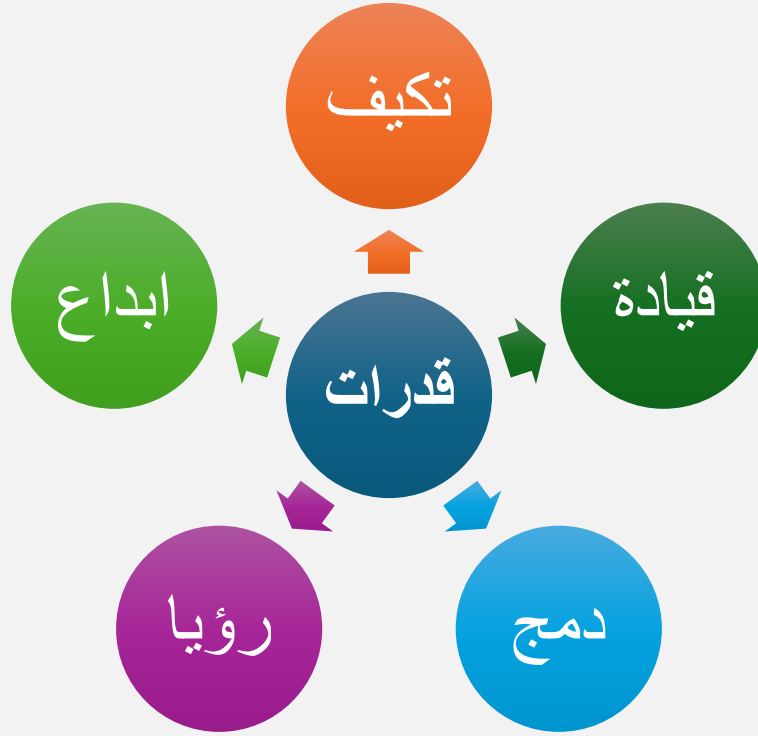 تكيف
قيادة
ابداع
قدرات
دمج
رؤيا